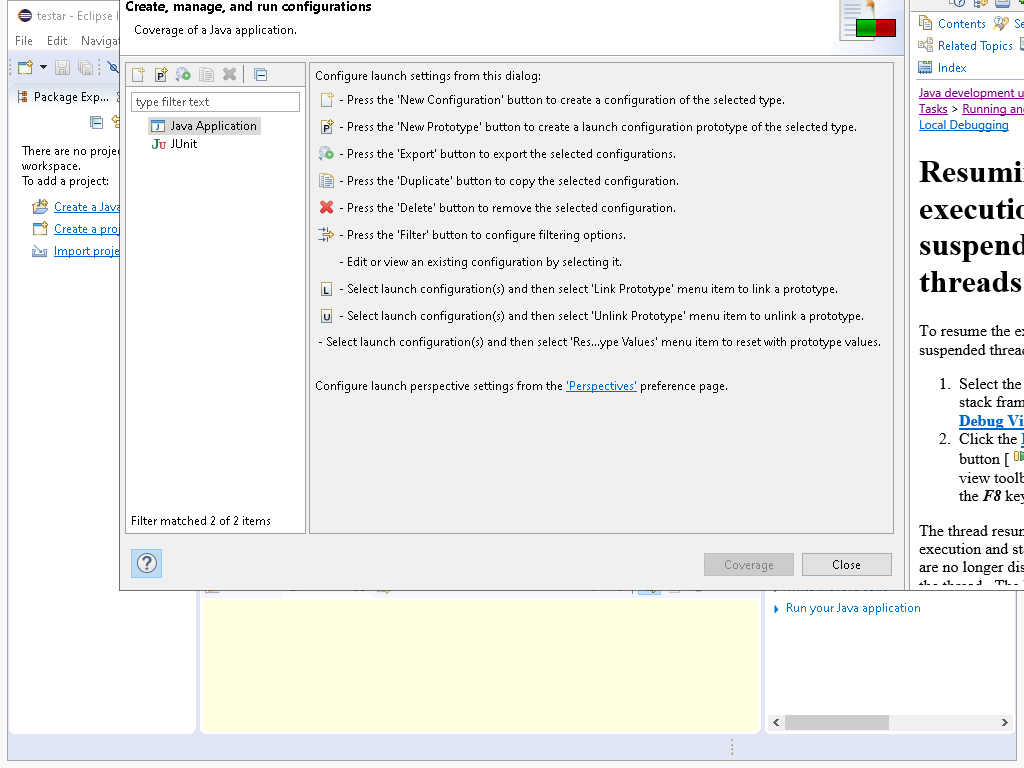 testar - Eclipse I
File Edit Naviga
Package Exp...
There are no proje
workspace.
To add a project:
Create a Java
Create a proj
Import proje
Create, manage, and run configurations
Coverage of a Java application.
type filter text
Java Application
JUnit
Filter matched 2 of 2 items
Configure launch settings from this dialog:
- Press the 'New Configuration' button to create a configuration of the selected type.
- Press the 'New Prototype' button to create a launch configuration prototype of the selected type.
- Press the 'Export' button to export the selected configurations.
- Press the 'Duplicate' button to copy the selected configuration.
- Press the 'Delete' button to remove the selected configuration.
- Press the 'Filter' button to configure filtering options.
- Edit or view an existing configuration by selecting it.
- Select launch configuration(s) and then select 'Link Prototype' menu item to link a prototype.
- Select launch configuration(s) and then select 'Unlink Prototype' menu item to unlink a prototype.
- Select launch configuration(s) and then select 'Res...ype Values' menu item to reset with prototype values.
Configure launch perspective settings from the 'Perspectives' preference page.
Coverage Close
Contents Se
Related Topics
Index
Java development u
Tasks > Running and
Local Debugging
Resumi
executio
suspend
threads
To resume the ex
suspended threa
1. Select the
stack fram
Debug Vi
2. Click the
button [
view toolb
the F8 key
The thread resum
execution and sta
are no longer dis
Run your Java application